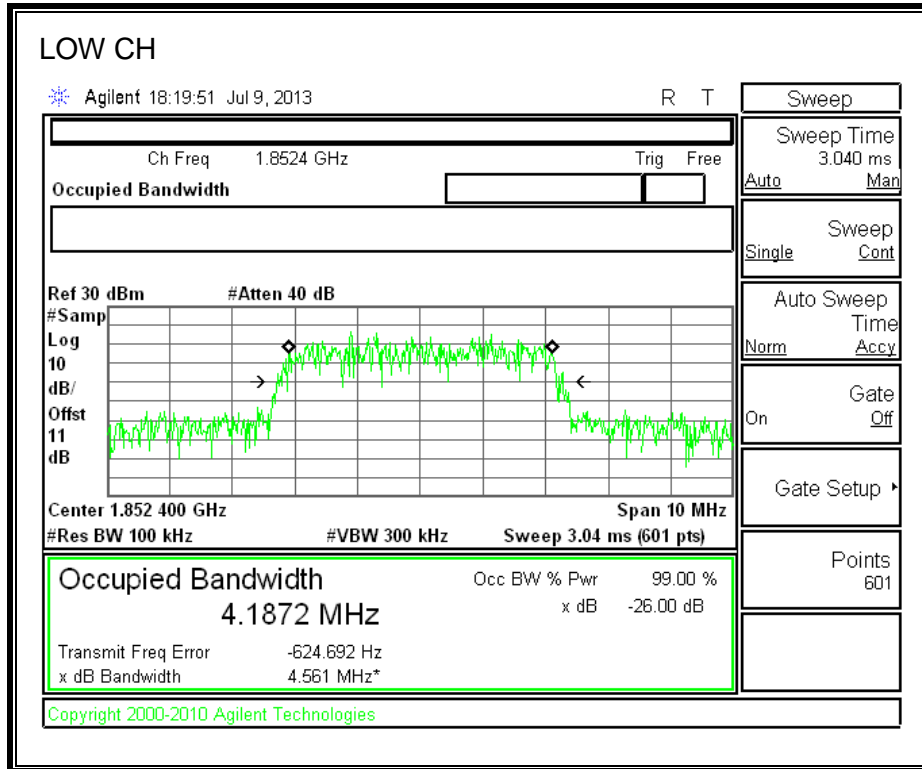 LOW CH
Agilent 18:19:51 Jul 9, 2013 R T
Ch Freq 1.8524 GHz Trig Free
Occupied Bandwidth
Ref 30 dBm #Atten 40 dB
#Samp
Log
10
dB/
Offst
11
dB
Center 1.852 400 GHz Span 10 MHz
#Res BW 100 kHz #VBW 300 kHz Sweep 3.04 ms (601 pts)
Occupied Bandwidth
4.1872 MHz
Occ BW % Pwr 99.00 %
x dB -26.00 dB
Transmit Freq Error -624.692 Hz
x dB Bandwidth 4.561 MHz*
Copyright 2000-2010 Agilent Technologies
Sweep
Sweep Time
3.040 ms
Auto Man
Sweep
Single Cont
Auto Sweep
Time
Norm Accy
Gate
On Off
Gate Setup
Points
601